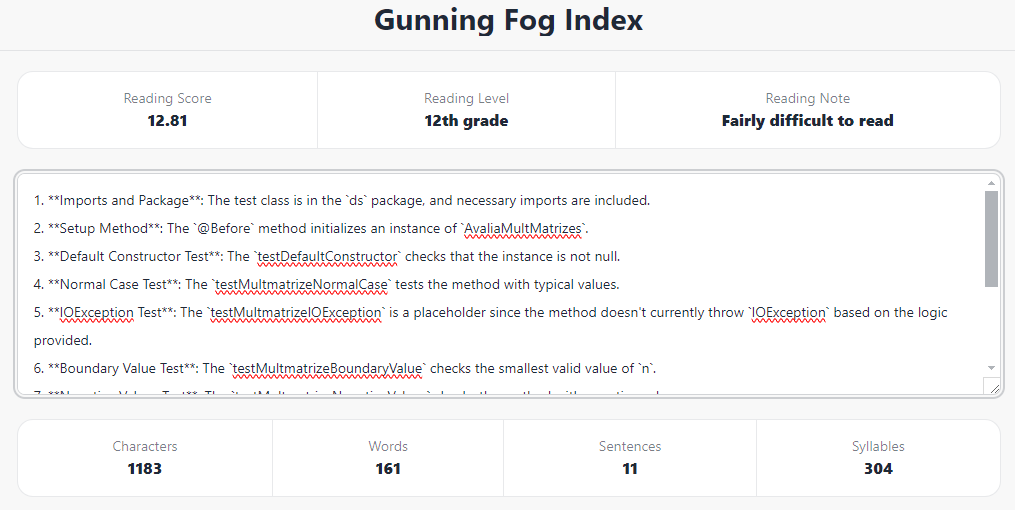 Gunning Fog Index
Reading Score
12.81
Reading Level
12th grade
Reading Note
Fairly difficult to read
1. **Imports and Package**: The test class is in the `ds` package, and necessary imports are included.
2. **Setup Method**: The `@Before` method initializes an instance of `AvaliaMultMatrizes`.
3. **Default Constructor Test**: The `testDefaultConstructor` checks that the instance is not null.
4. **Normal Case Test**: The `testMultmatrizeNormalCase` tests the method with typical values.
5. **IOException Test**: The `testMultmatrizeIOException` is a placeholder since the method doesn't currently throw `IOException` based on the logic
provided.
6. **Boundary Value Test**: The `testMultmatrizeBoundaryValue` checks the smallest valid value of `n`.
Characters
1183
Words
161
Sentences
11
Syllables
304